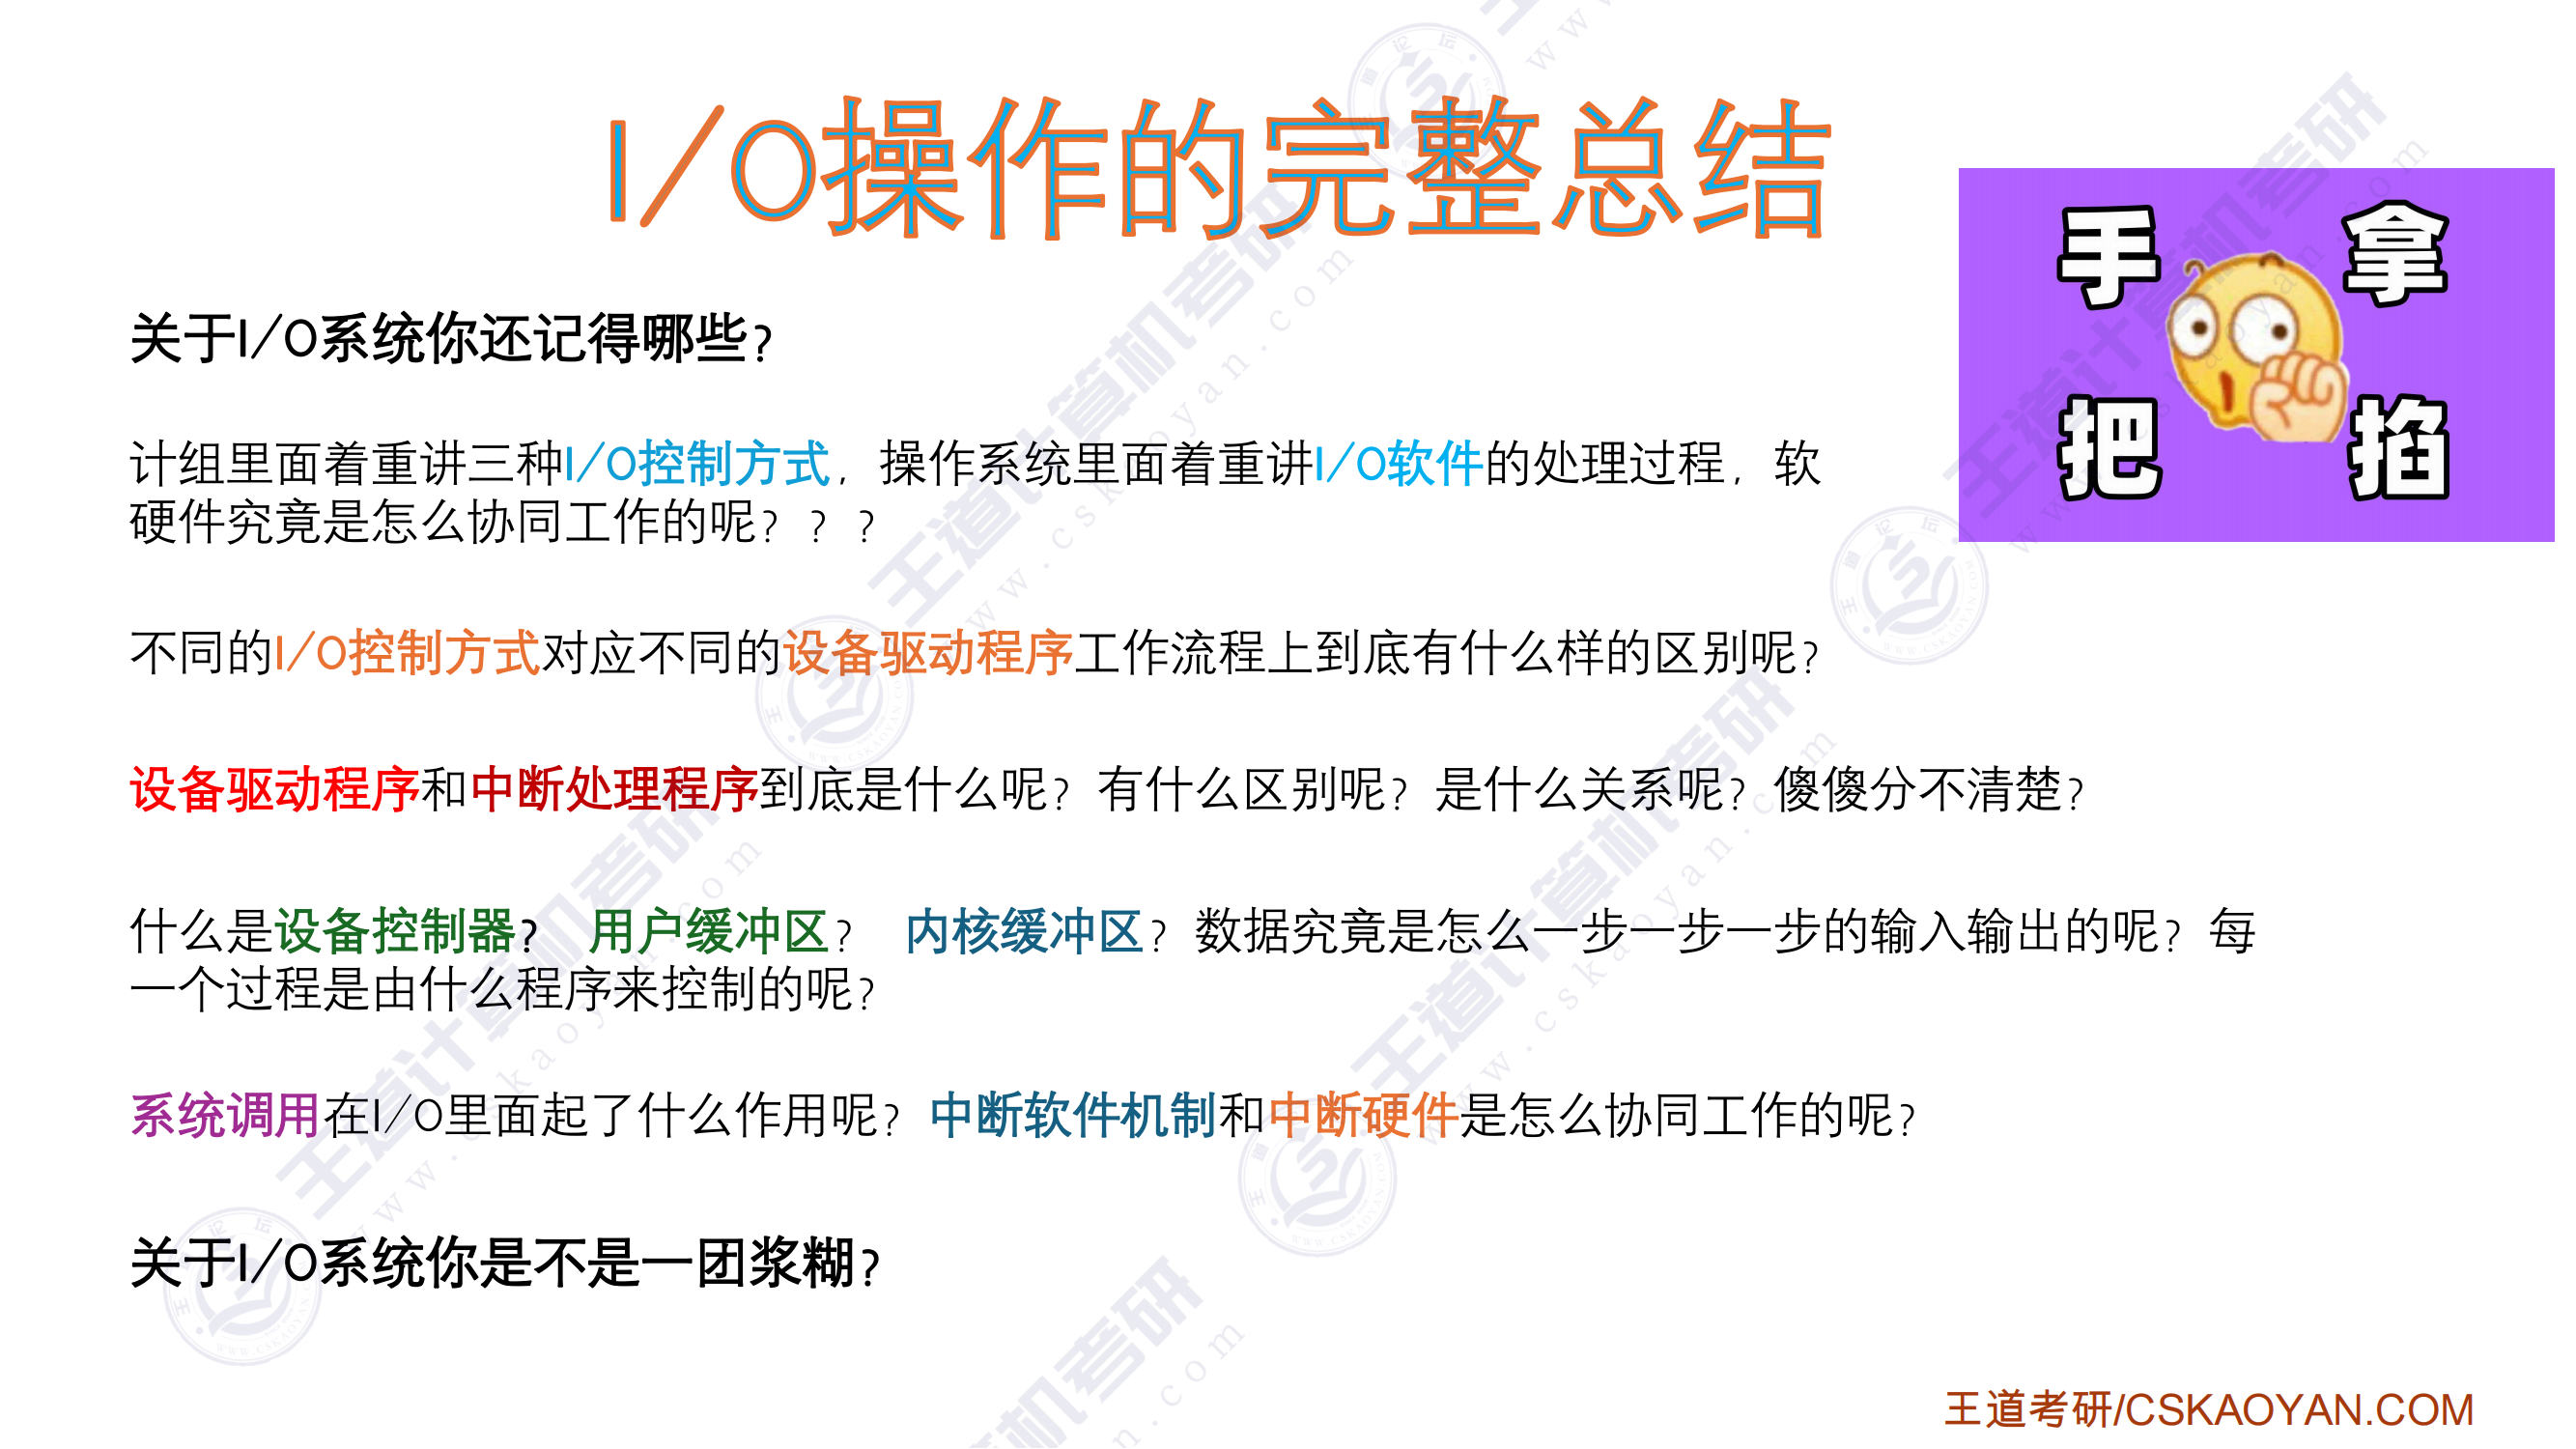 I/O操作的完整总结
手 拿
把 掐
关于I/O系统你还记得哪些？
计组里面着重讲三种I/O控制方式，操作系统里面着重讲I/O软件的处理过程，软
硬件究竟是怎么协同工作的呢？？？
不同的I/O控制方式对应不同的设备驱动程序工作流程上到底有什么样的区别呢？
设备驱动程序和中断处理程序到底是什么呢？有什么区别呢？是什么关系呢？傻傻分不清楚？
什么是设备控制器？ 用户缓冲区？ 内核缓冲区？数据究竟是怎么一步一步一步的输入输出的呢？每
一个过程是由什么程序来控制的呢？
系统调用在I/O里面起了什么作用呢？中断软件机制和中断硬件是怎么协同工作的呢？
关于I/O系统你是不是一团浆糊？
王道考研/CSKAOYAN.COM
王道计算机考研
www.cskaoyan.com